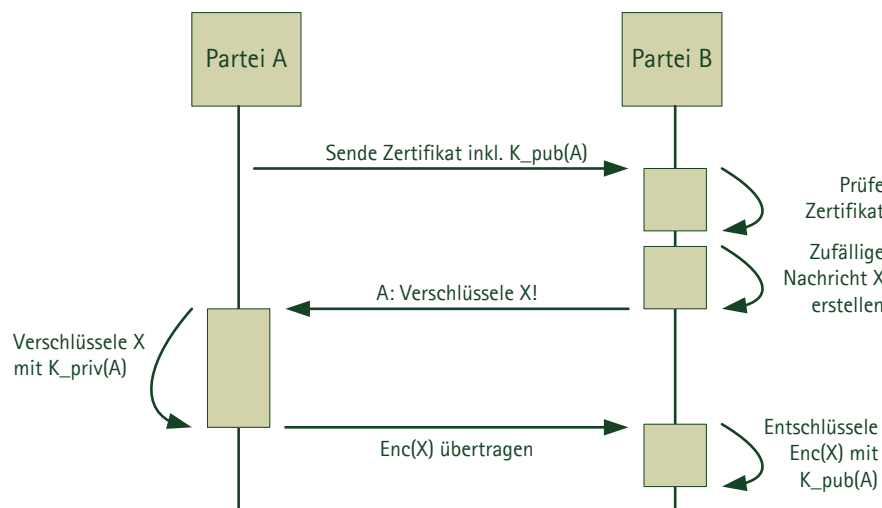 Partei A
Partei B
Sende Zertifikat inkl. K_pub(A)
Prüfe
Zertifikat
Zufällige
Nachricht X
erstellen
A: Verschlüssele X!
Verschlüssele X
mit K_priv(A)
Enc(X) übertragen
Entschlüssele
Enc(X) mit
K_pub(A)